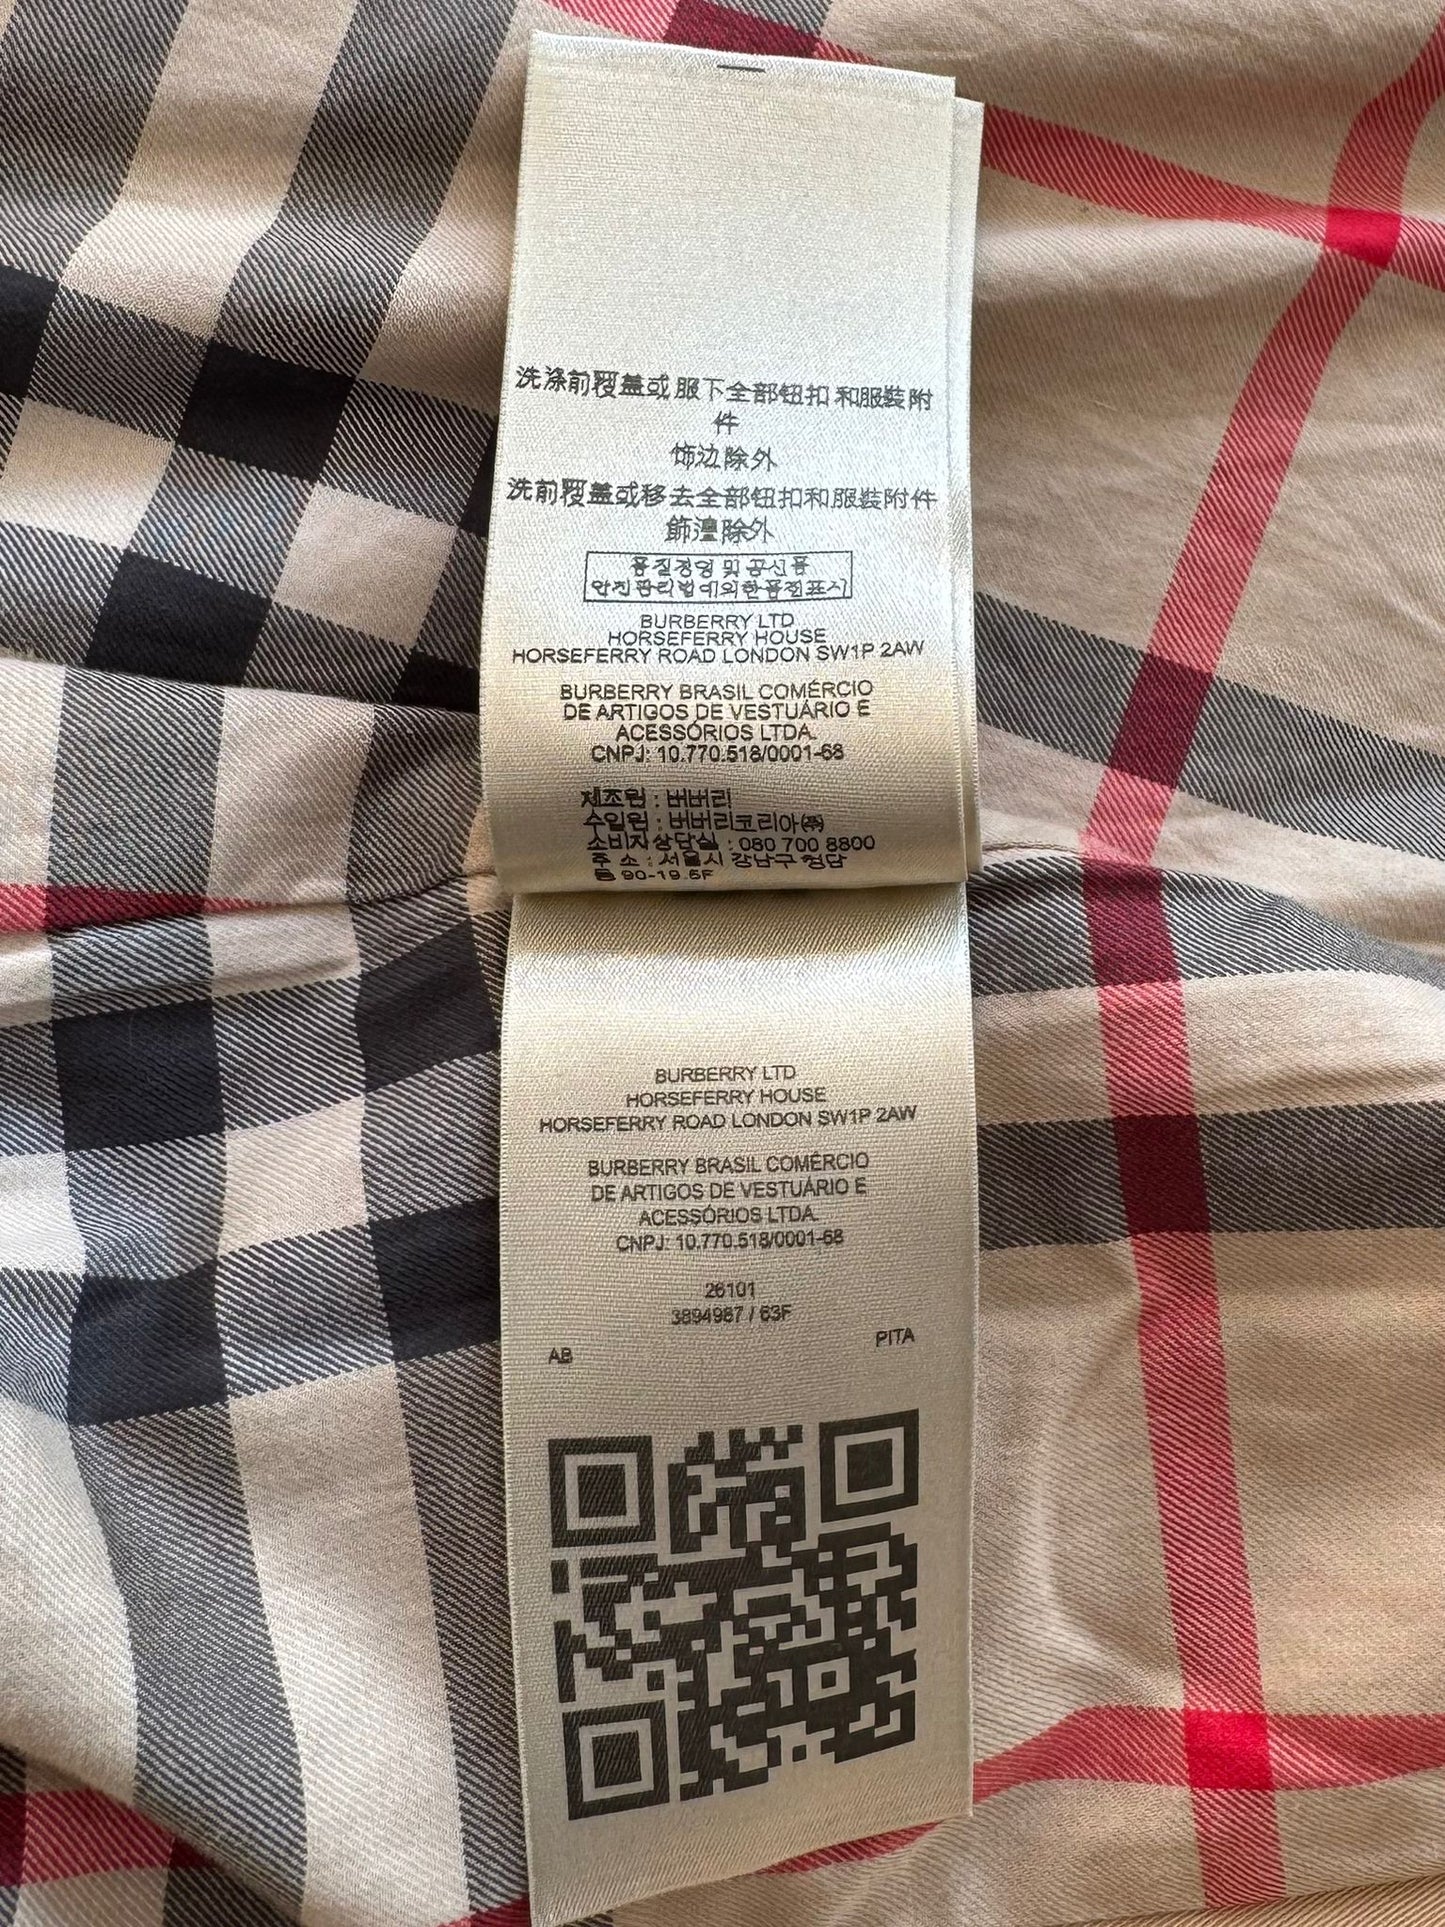 洗涤前覆盖或服下全部钮扣和服裝附
件
饰边除外
洗前覆盖或移去全部钮扣和服裝附件
飾邊除外
품질경영 및 공산품
안전관리법에의한품질표시
BURBERRY LTD
HORSEFERRY HOUSE
HORSEFERRY ROAD LONDON SW1P 2AW
BURBERRY BRASIL COMÉRCIO
DE ARTIGOS DE VESTUÁRIO E
ACESSÓRIOS LTDA.
CNPJ: 10.770.518/0001-68
제조원 : 버버리
수입원 : 버버리코리아㈜
소비자상담실 : 080 700 8800
주 소 : 서울시 강남구 청담
동 90-19.5F
BURBERRY LTD
HORSEFERRY HOUSE
HORSEFERRY ROAD LONDON SW1P 2AW
BURBERRY BRASIL COMÉRCIO
DE ARTIGOS DE VESTUÁRIO E
ACESSÓRIOS LTDA.
CNPJ: 10.770.518/0001-68
26101
3894987 / 63F
AB PITA